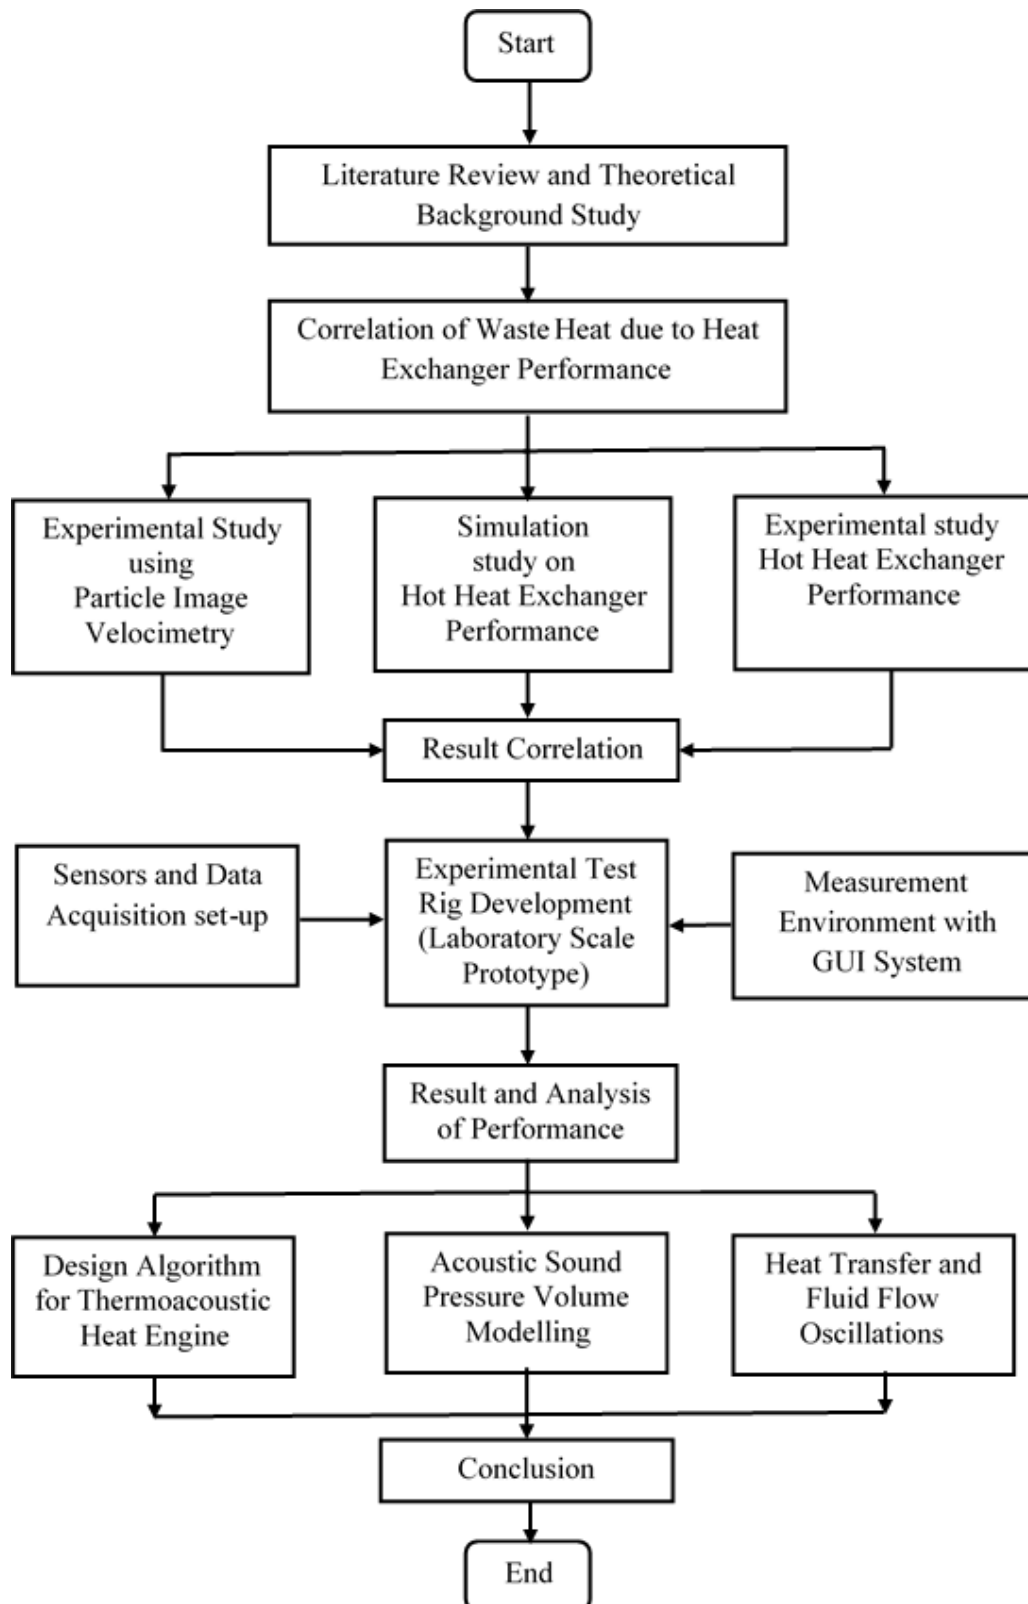 Start
Literature Review and Theoretical
Background Study
Correlation of Waste Heat due to Heat
Exchanger Performance
Experimental Study
using
Particle Image
Velocimetry
Simulation
study on
Hot Heat Exchanger
Performance
Experimental study
Hot Heat Exchanger
Performance
Result Correlation
Sensors and Data
Acquisition set-up
Experimental Test
Rig Development
(Laboratory Scale
Prototype)
Measurement
Environment with
GUI System
Result and Analysis
of Performance
Design Algorithm
for Thermoacoustic
Heat Engine
Acoustic Sound
Pressure Volume
Modelling
Heat Transfer and
Fluid Flow
Oscillations
Conclusion
End